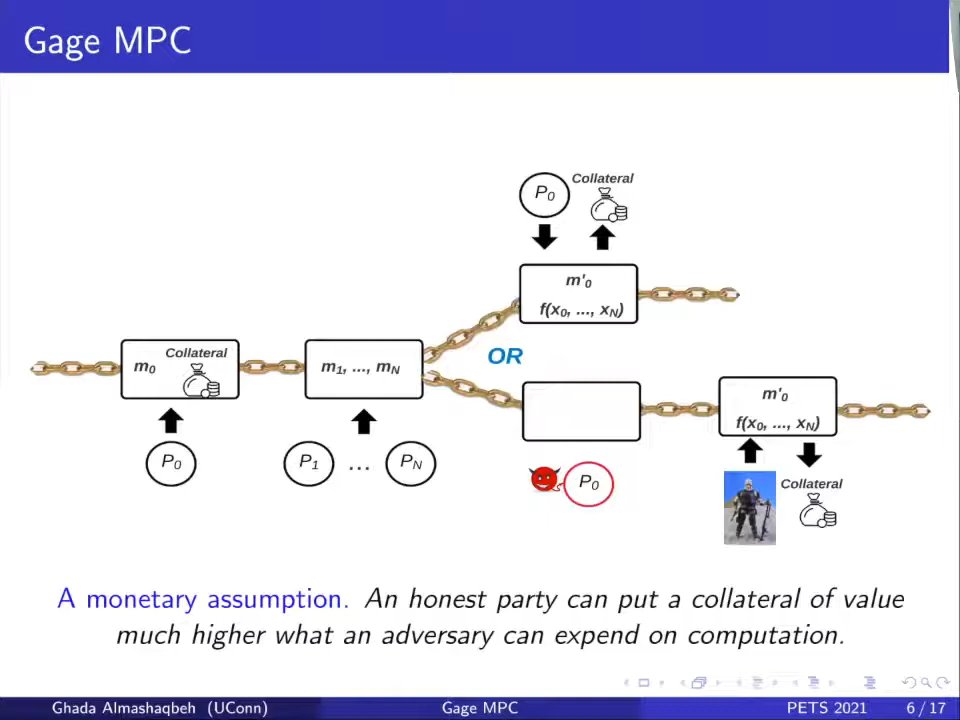 Gage MPC
P0
Collateral
m'0
f(x0, ..., xN)
OR
m0
Collateral
m1, ..., mN
P0
P1 ... PN
P0
m'0
f(x0, ..., xN)
Collateral
A monetary assumption. An honest party can put a collateral of value
much higher what an adversary can expend on computation.
Ghada Almashaqbeh (UConn) Gage MPC PETS 2021 6 / 17